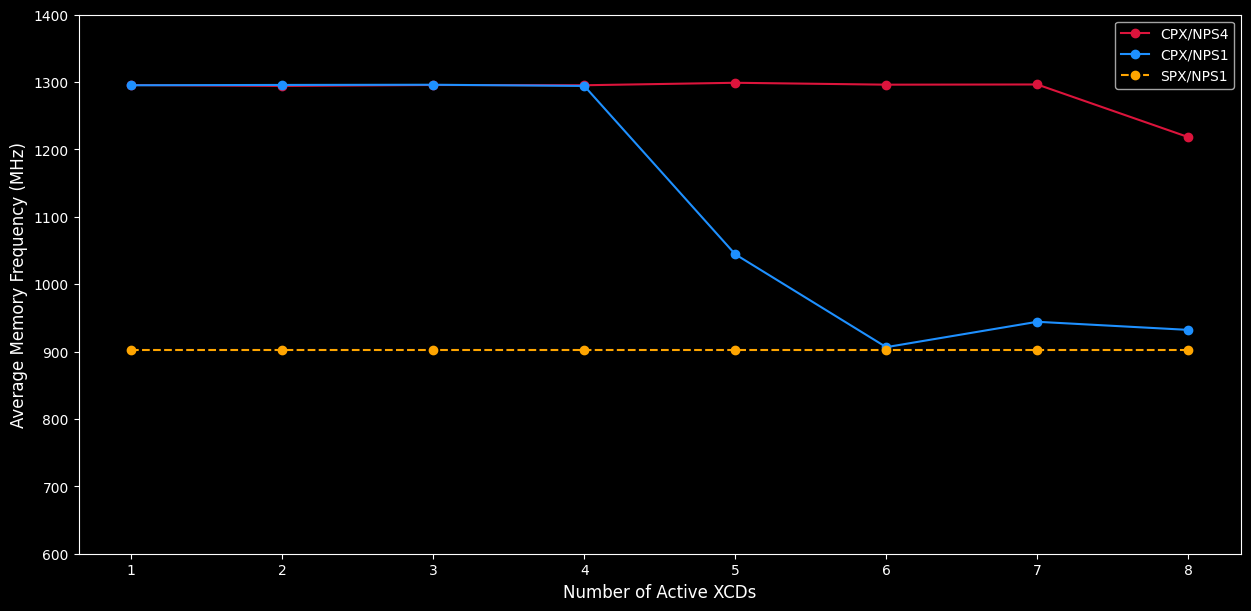 1400
1300
1200
1100
1000
900
800
700
600
Average Memory Frequency (MHz)
CPX/NPS4
CPX/NPS1
SPX/NPS1
1 2 3 4 5 6 7 8
Number of Active XCDs